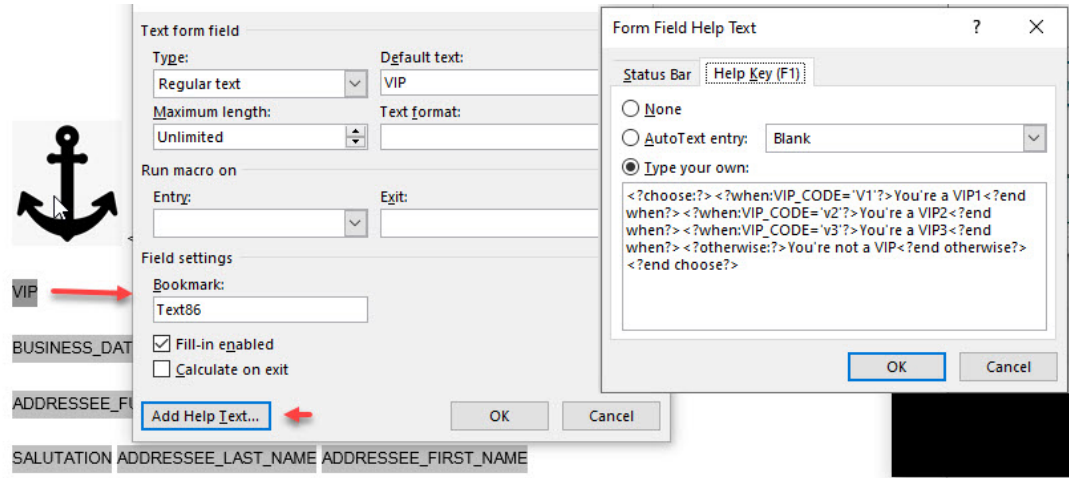 Text form field
Type:
Default text:
Regular text
VIP
Maximum length:
Text format:
Unlimited
Run macro on
Entry:
Exit:
Field settings
Bookmark:
Text86
Fill-in enabled
Calculate on exit
Add Help Text...
OK
Cancel
Form Field Help Text
?
Status Bar
Help Key (F1)
None
AutoText entry:
Blank
Type your own:
<?choose:?><?when:VIP_CODE='V1'?>You're a VIP1<?end
when?><?when:VIP_CODE='v2'?>You're a VIP2<?end
when?><?when:VIP_CODE='v3'?>You're a VIP3<?end
when?><?otherwise:?>You're not a VIP<?end otherwise?>
<?end choose?>
OK
Cancel
<
VIP
BUSINESS_DAT
ADDRESSEE_FU
SALUTATION ADDRESSEE_LAST_NAME ADDRESSEE_FIRST_NAME